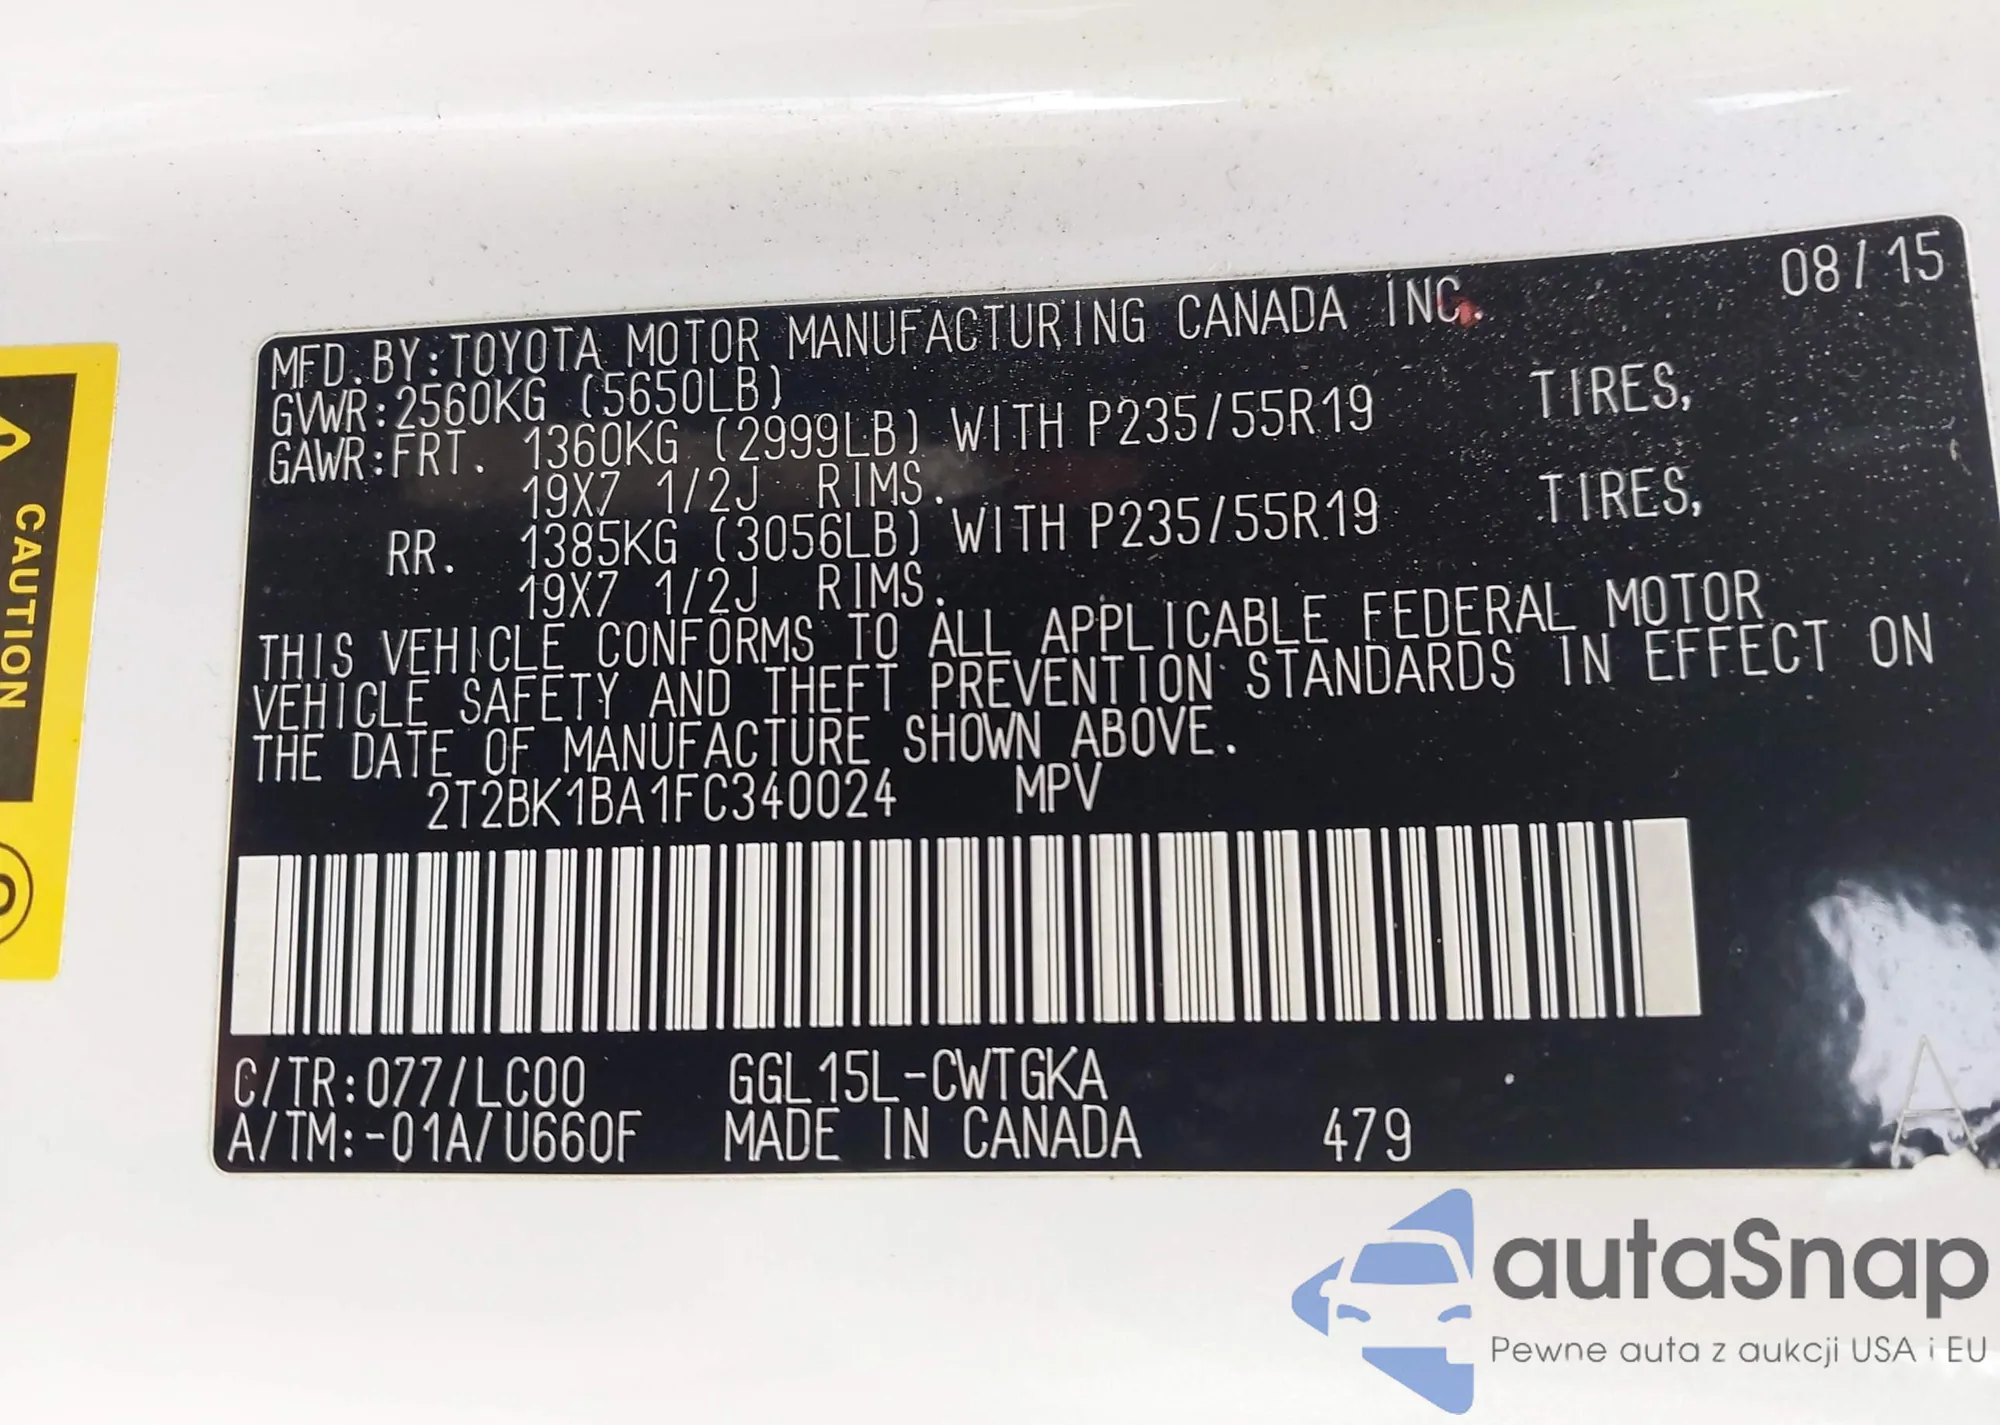 08/15
MFD.BY:TOYOTA MOTOR MANUFACTURING CANADA INC.
GVWR:2560KG (5650LB)
GAWR:FRT. 1360KG (2999LB) WITH P235/55R19 TIRES,
19X7 1/2J RIMS.
RR. 1385KG (3056LB) WITH P235/55R19 TIRES,
19X7 1/2J RIMS.
THIS VEHICLE CONFORMS TO ALL APPLICABLE FEDERAL MOTOR
VEHICLE SAFETY AND THEFT PREVENTION STANDARDS IN EFFECT ON
THE DATE OF MANUFACTURE SHOWN ABOVE.
2T2BK1BA1FC340024 MPV
C/TR:077/LC00 GGL15L-CWTGKA
A/TM:-01A/U660F MADE IN CANADA 479
A
CAUTION
autaSnap
Pewne auta z aukcji USA i EU